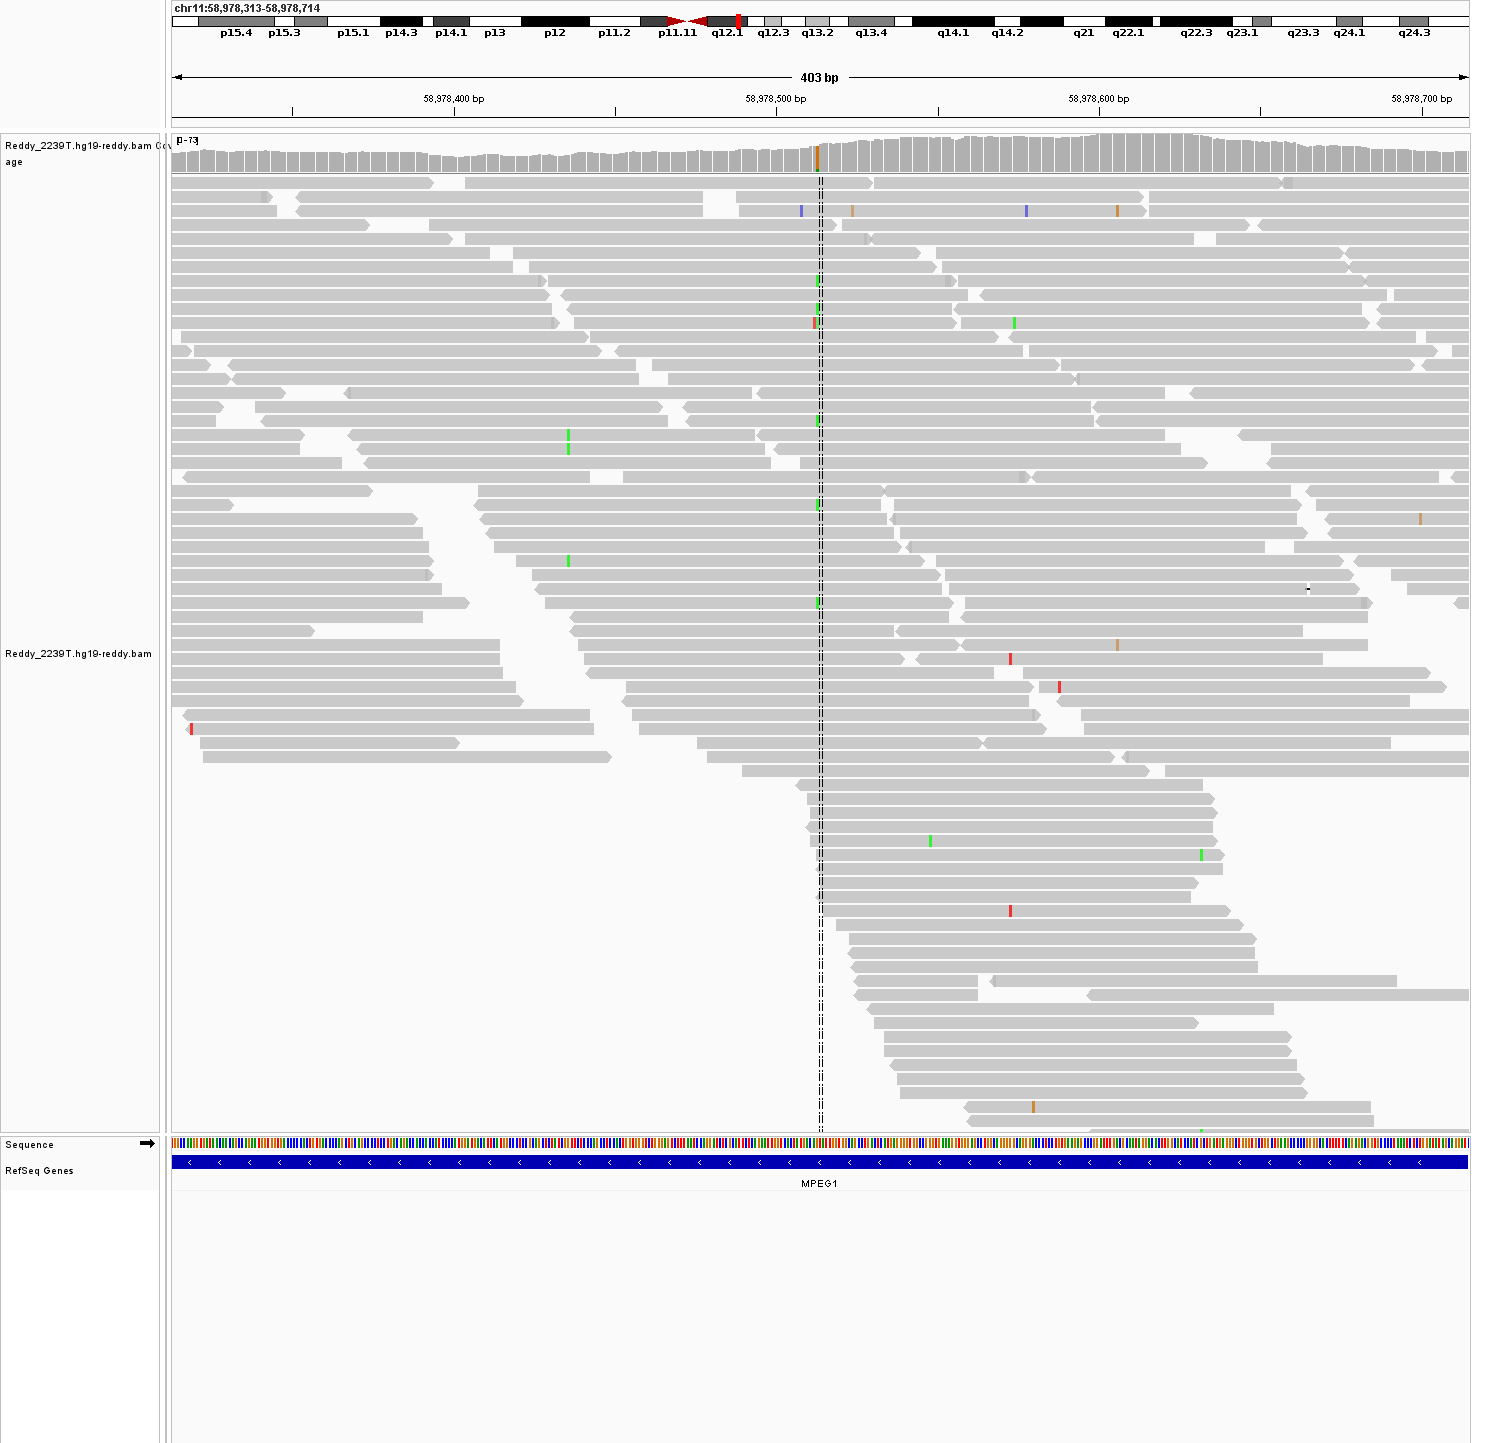 chr11:58,978,313-58,978,714
p15.4 p15.3 p15.1 p14.3 p14.1 p13 p12 p11.2 p11.11 q12.1 q12.3 q13.2 q13.4 q14.1 q14.2 q21 q22.1 q22.3 q23.1 q23.3 q24.1 q24.3
403 bp
58,978,400 bp 58,978,500 bp 58,978,600 bp 58,978,700 bp
[0-73]
Reddy_2239T.hg19-reddy.bam Cov
age
Reddy_2239T.hg19-reddy.bam
Sequence
RefSeq Genes
MPEG1